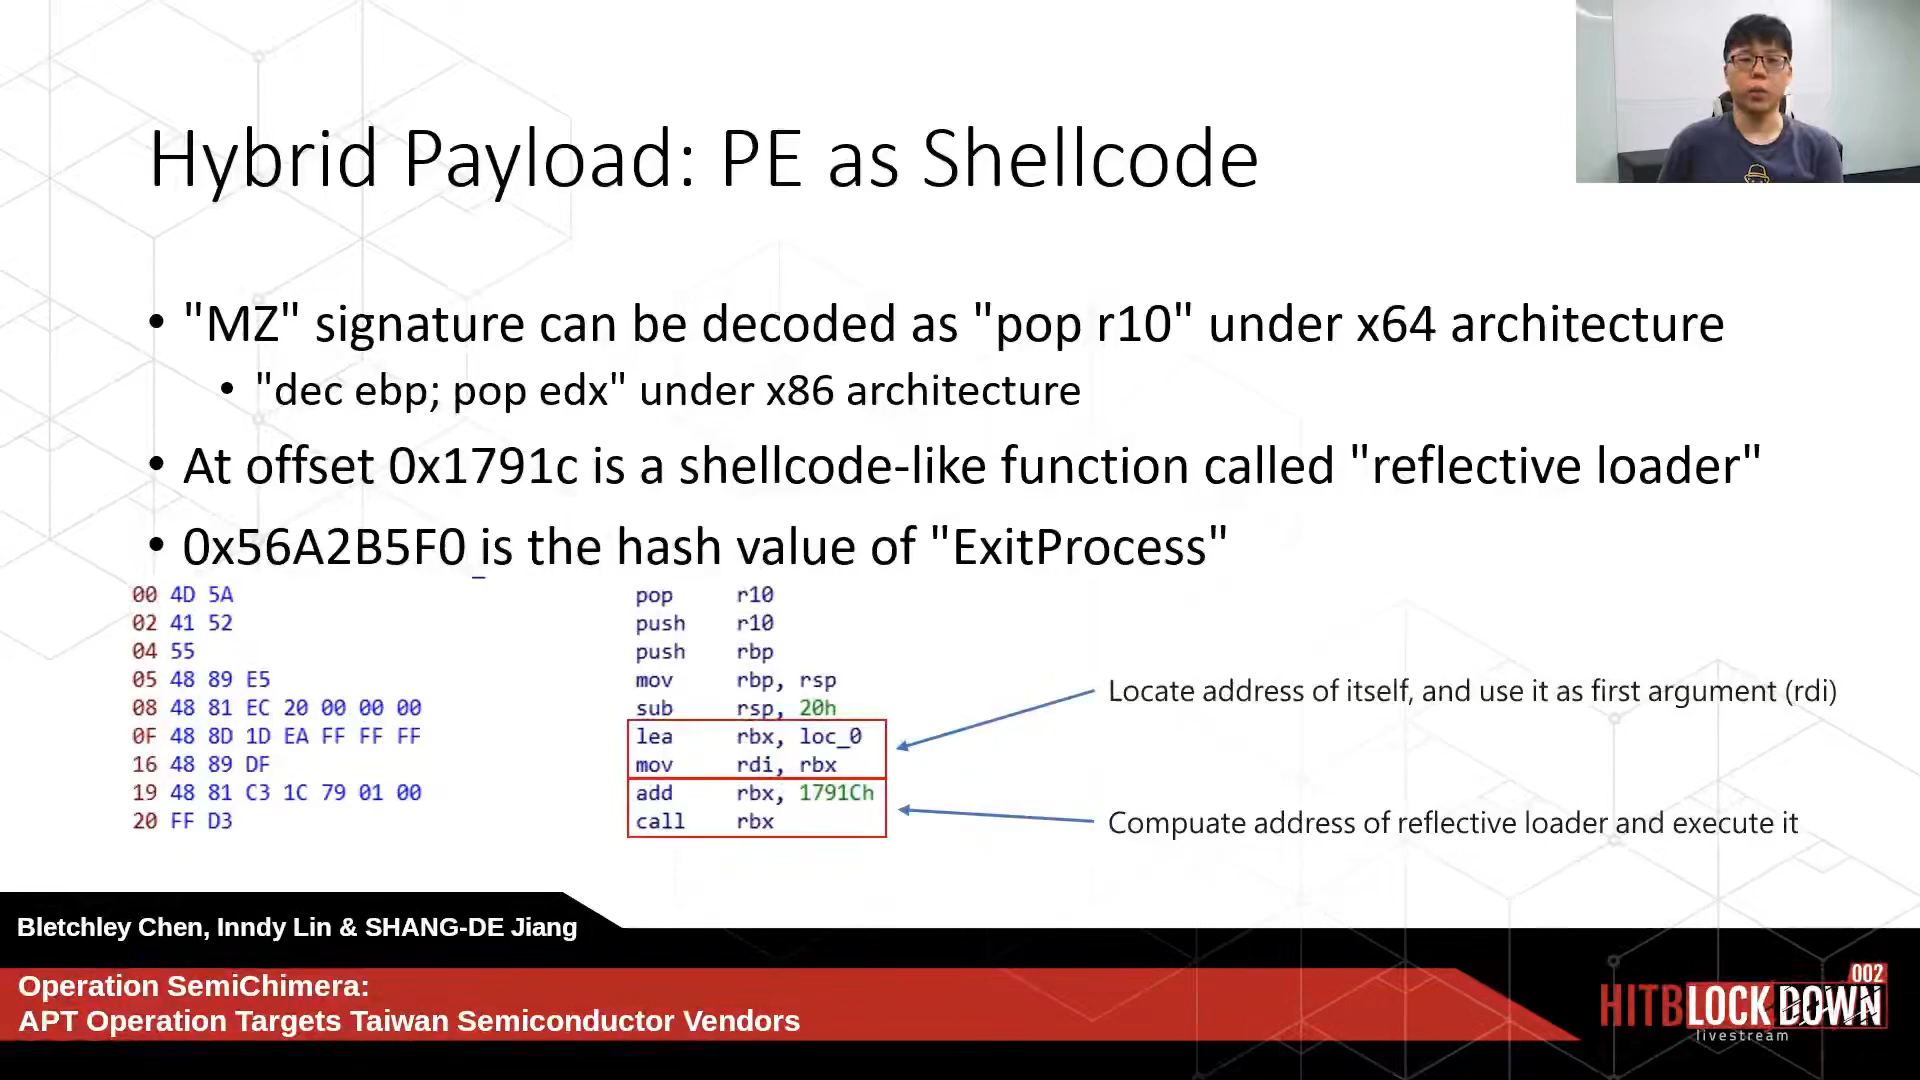 Hybrid Payload: PE as Shellcode
• "MZ" signature can be decoded as "pop r10" under x64 architecture
• "dec ebp; pop edx" under x86 architecture
• At offset 0x1791c is a shellcode-like function called "reflective loader"
• 0x56A2B5F0 is the hash value of "ExitProcess"
00 4D 5A pop r10
02 41 52 push r10
04 55 push rbp
05 48 89 E5 mov rbp, rsp
08 48 81 EC 20 00 00 00 sub rsp, 20h
0F 48 8D 1D EA FF FF FF lea rbx, loc_0
16 48 89 DF mov rdi, rbx
19 48 81 C3 1C 79 01 00 add rbx, 1791Ch
20 FF D3 call rbx
Locate address of itself, and use it as first argument (rdi)
Compuate address of reflective loader and execute it
Bletchley Chen, Inndy Lin & SHANG-DE Jiang
Operation SemiChimera:
APT Operation Targets Taiwan Semiconductor Vendors
002
HITBLOCKDOWN
livestream